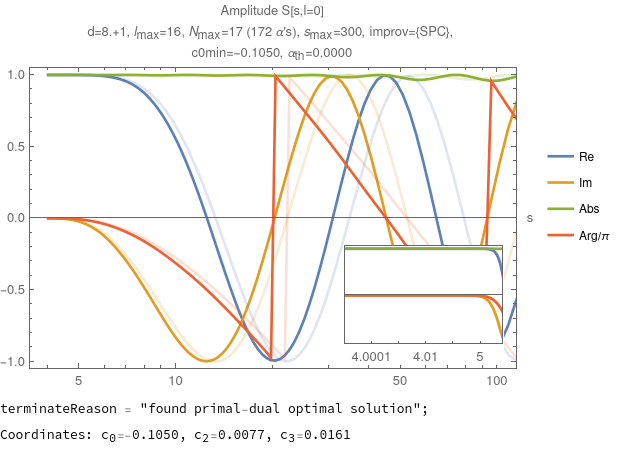 Amplitude S[s,l=0]
d=8.+1, lmax=16, Nmax=17 (172 α's), smax=300, improv={SPC},
c0min=-0.1050, αth=0.0000
1.0
0.5
0.0
-0.5
-1.0
s
Re
Im
Abs
Arg/π
4.0001 4.01 5
5 10 50 100
terminateReason = "found primal-dual optimal solution";
Coordinates: c0=-0.1050, c2=0.0077, c3=0.0161